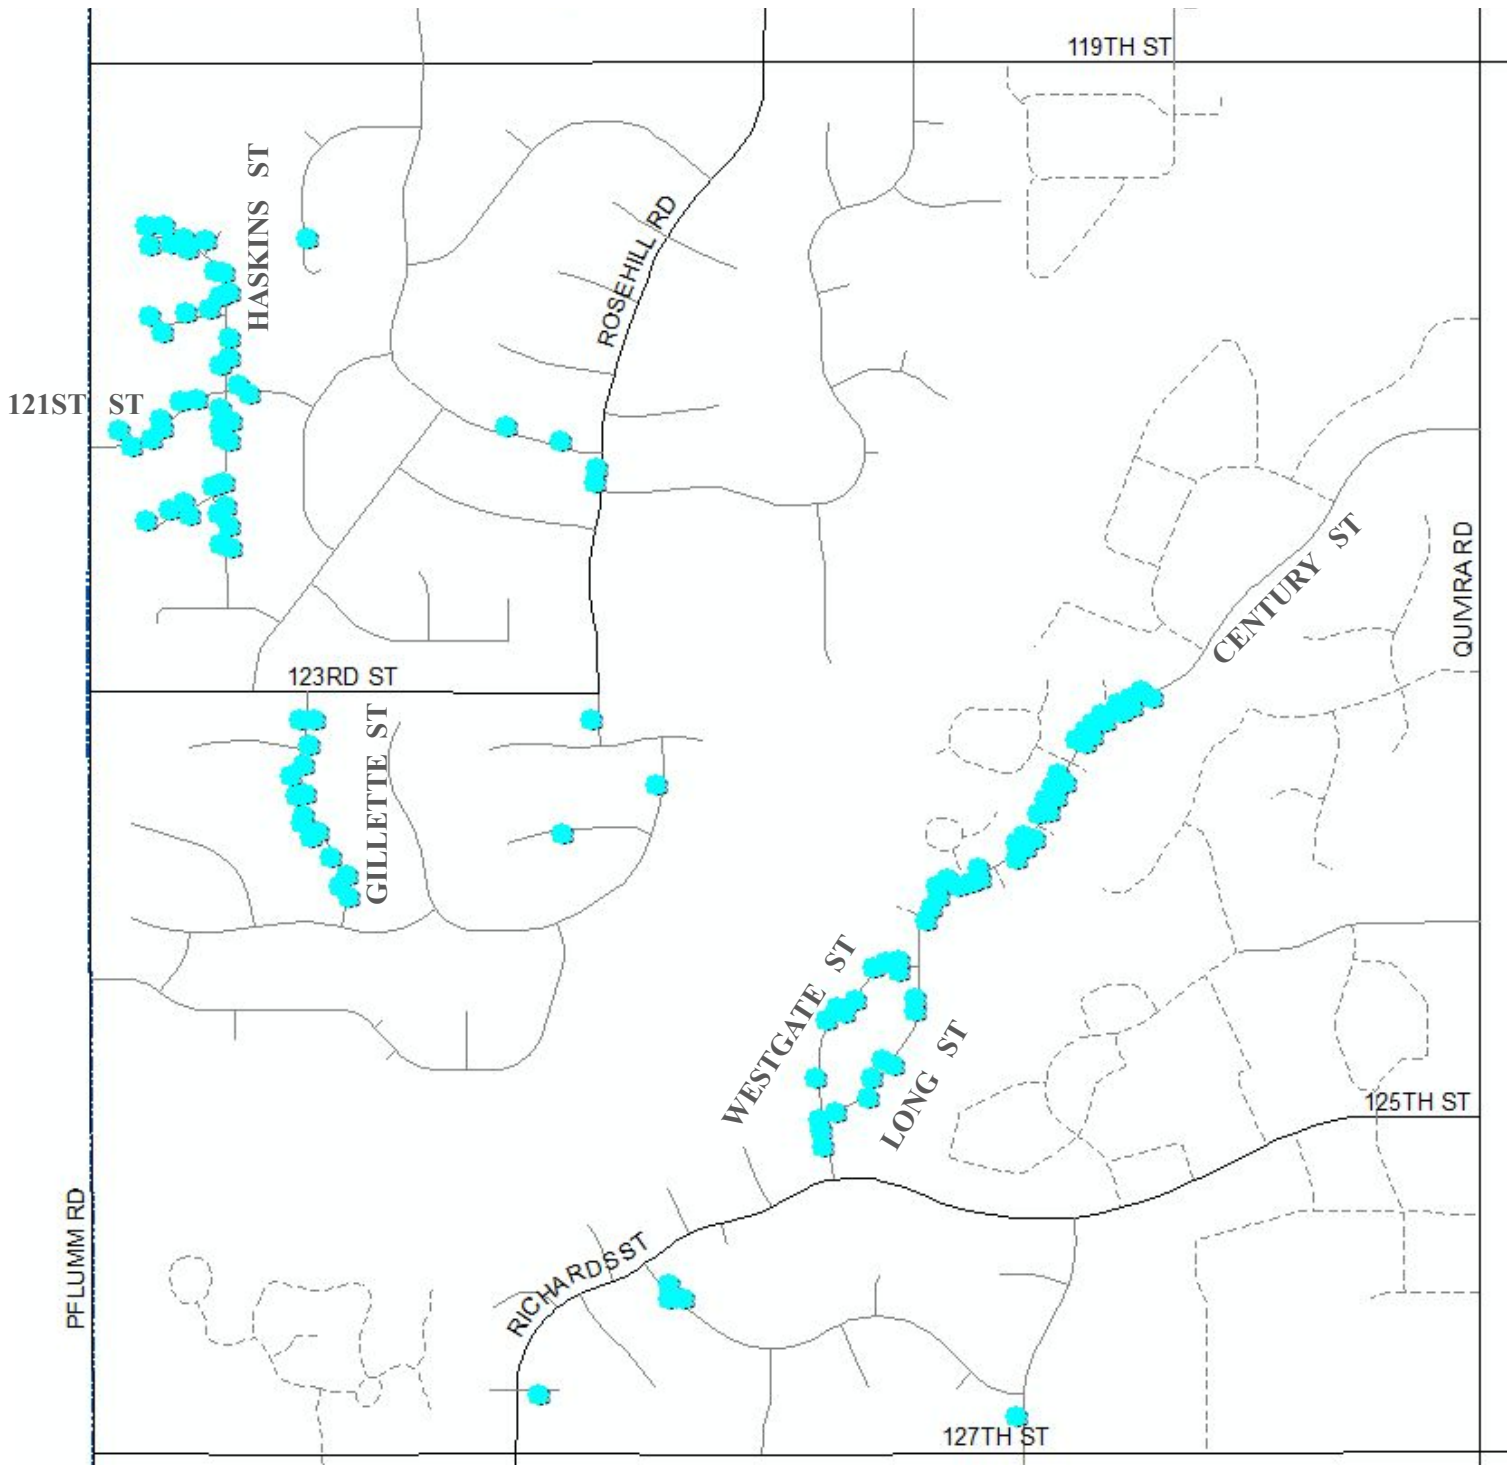 119TH ST
HASKINS ST
ROSEHILL RD
121ST ST
CENTURY ST
QUIVIRA RD
123RD ST
GILLETTE ST
WESTGATE ST
LONG ST
125TH ST
PFLUMM RD
RICHARDS ST
127TH ST